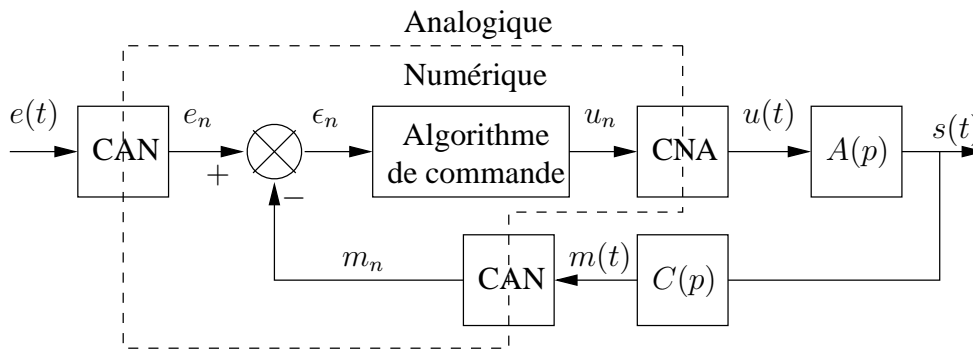 Analogique
Numérique
e(t)
CAN
e_n
+
−
ϵ_n
Algorithme
de commande
u_n
CNA
u(t)
A(p)
s(t)
m_n
CAN
m(t)
C(p)